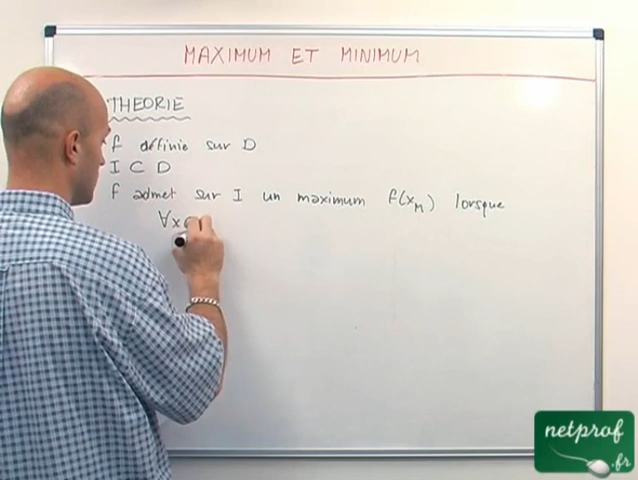 MAXIMUM ET MINIMUM
THEORIE
f définie sur D
I ⊂ D
f admet sur I un maximum f(x_M) lorsque
∀x
netprof
.fr